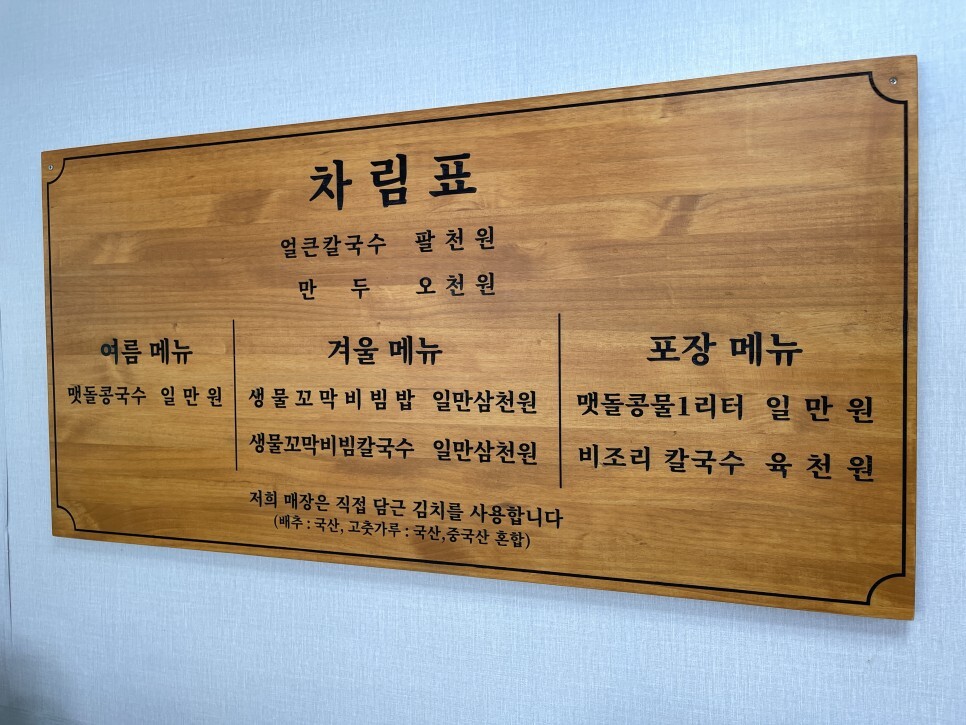 차림표
얼큰칼국수 팔천원
만두 오천원
여름 메뉴
맷돌콩국수 일만원
겨울 메뉴
생물꼬막비빔밥 일만삼천원
생물꼬막비빔칼국수 일만삼천원
포장 메뉴
맷돌콩물1리터 일만원
비조리 칼국수 육천원
저희 매장은 직접 담근 김치를 사용합니다
(배추 : 국산, 고춧가루 : 국산,중국산 혼합)